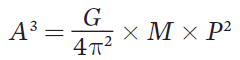 A³ = G/4π² × M × P²